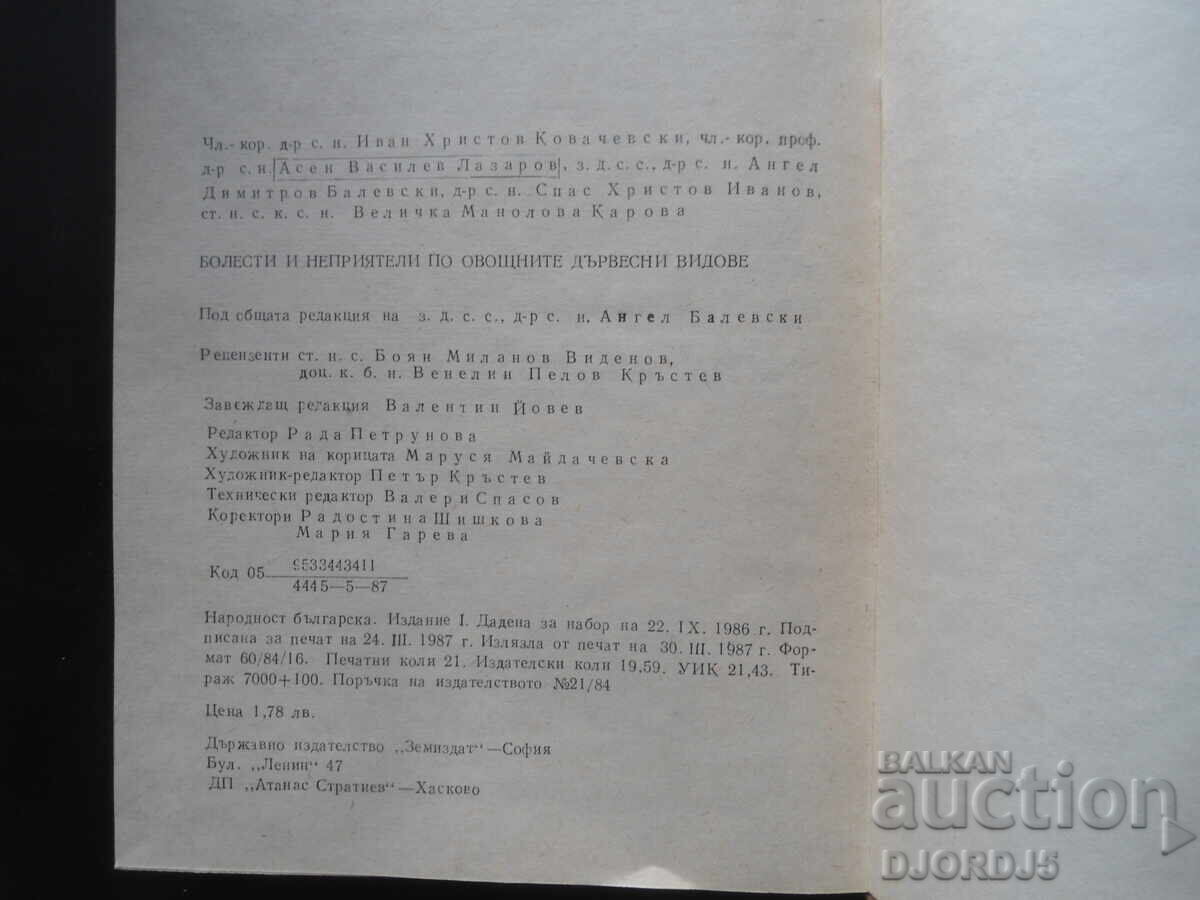 Чл.-кор. д-р с. н. Иван Христов Ковачевски, чл.-кор. проф.
д-р с.н. Асен Василев Лазаров, з. д. с. с., д-р с. н. Ангел
Димитров Балевски, д-р с. н. Спас Христов Иванов,
ст. н. с. к. с. н. Величка Манолова Карова
БОЛЕСТИ И НЕПРИЯТЕЛИ ПО ОВОЩНИТЕ ДЪРВЕСНИ ВИДОВЕ
Под общата редакция на з. д. с. с., д-р с. н. Ангел Балевски
Рецензенти ст. н. с. Боян Миланов Виденов,
доц. к. б. н. Венелин Пелов Кръстев
Завеждащ редакция Валентин Йовев
Редактор Рада Петрунова
Художник на корицата Маруся Майдачевска
Художник-редактор Петър Кръстев
Технически редактор Валери Спасов
Коректори Радостина Шишкова
Мария Гарева
Код 05 9533443411
4445—5—87
Народност българска. Издание I. Дадена за набор на 22. IX. 1986 г. Под-
писана за печат на 24. III. 1987 г. Излязла от печат на 30. III. 1987 г. Фор-
мат 60/84/16. Печатни коли 21. Издателски коли 19,59. УИК 21,43. Ти-
раж 7000+100. Поръчка на издателството №21/84
Цена 1,78 лв.
Държавно издателство „Земиздат“—София
Бул. „Ленин“ 47
ДП „Атанас Стратиев“—Хасково
BALKAN
auction
DJORDJ5